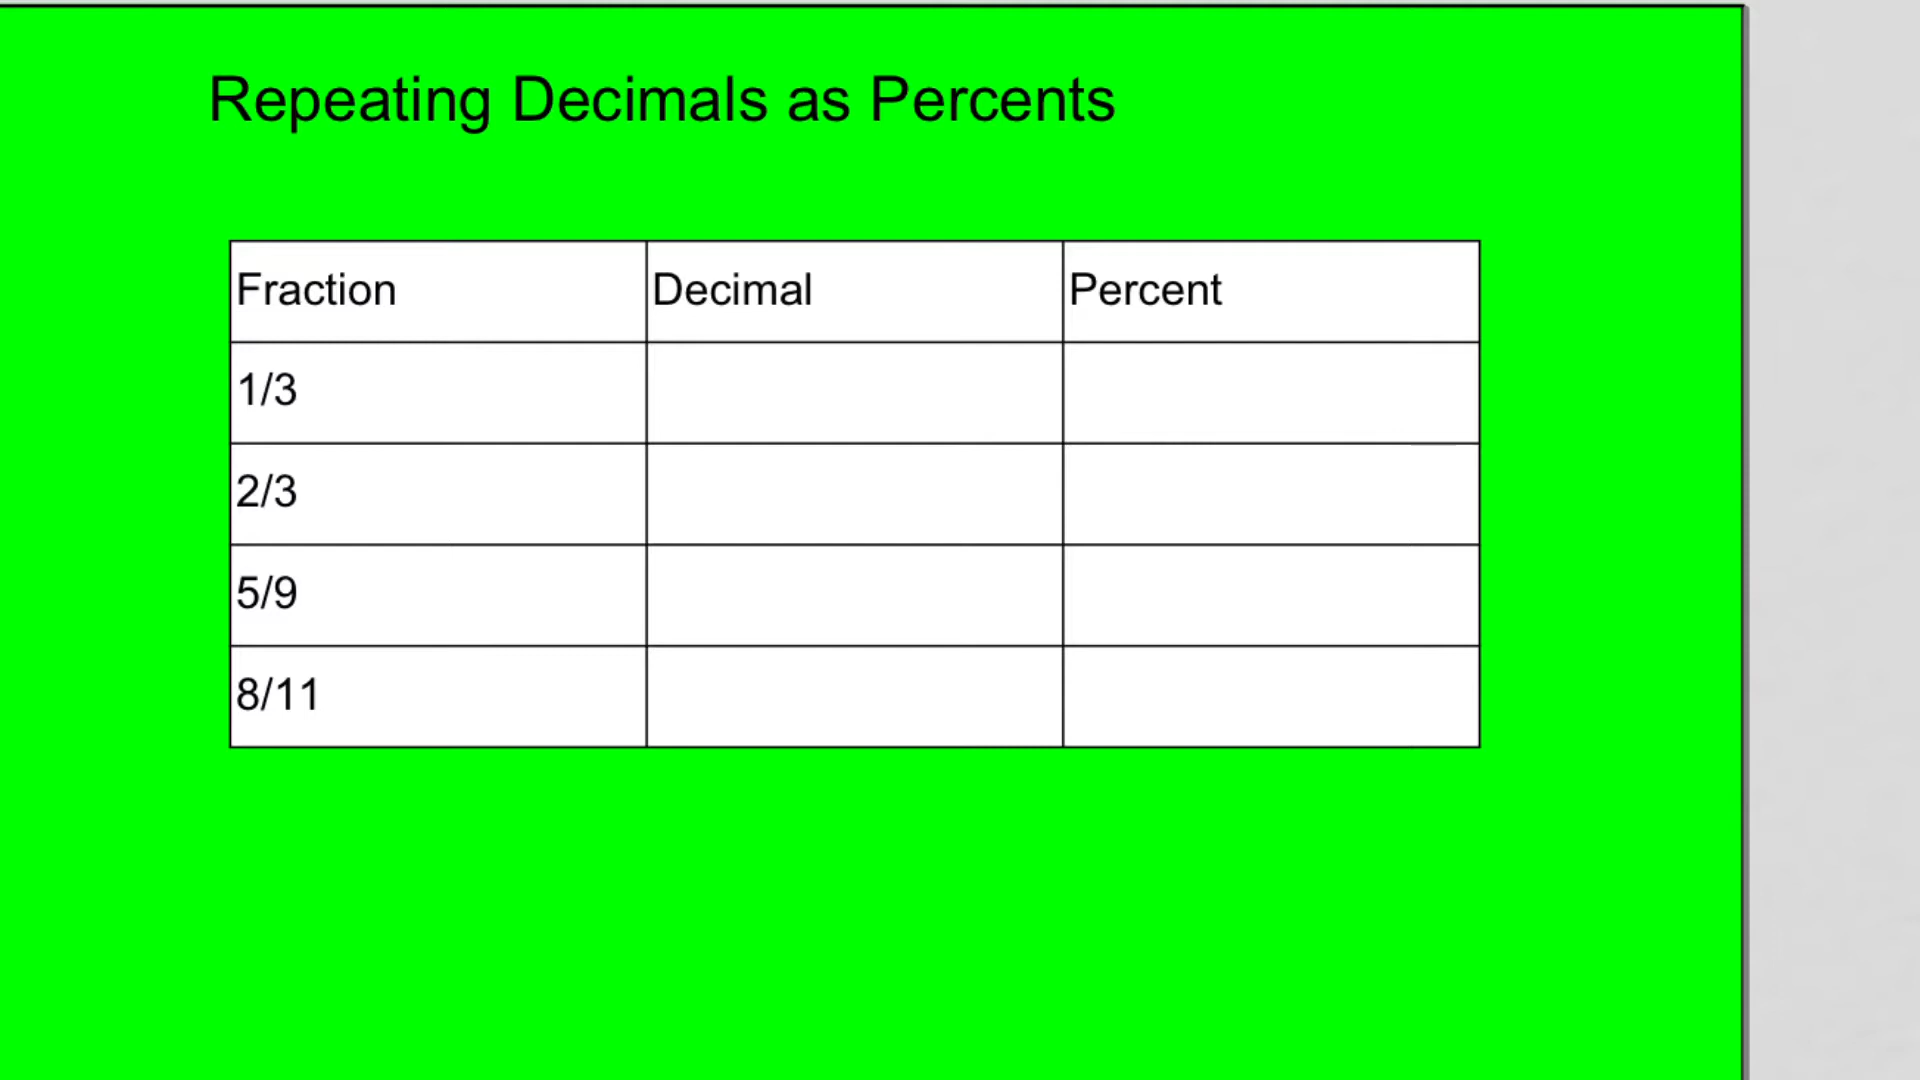 Repeating Decimals as Percents
Fraction Decimal Percent
1/3
2/3
5/9
8/11